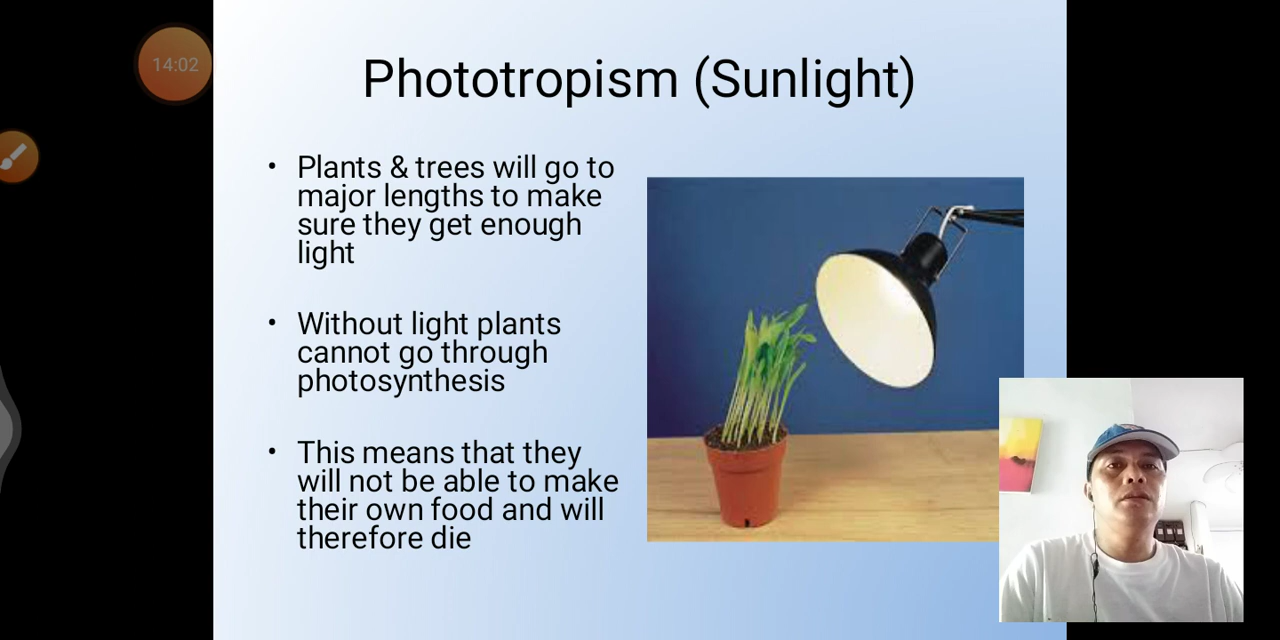 14:02
Phototropism (Sunlight)
• Plants & trees will go to
major lengths to make
sure they get enough
light
• Without light plants
cannot go through
photosynthesis
• This means that they
will not be able to make
their own food and will
therefore die